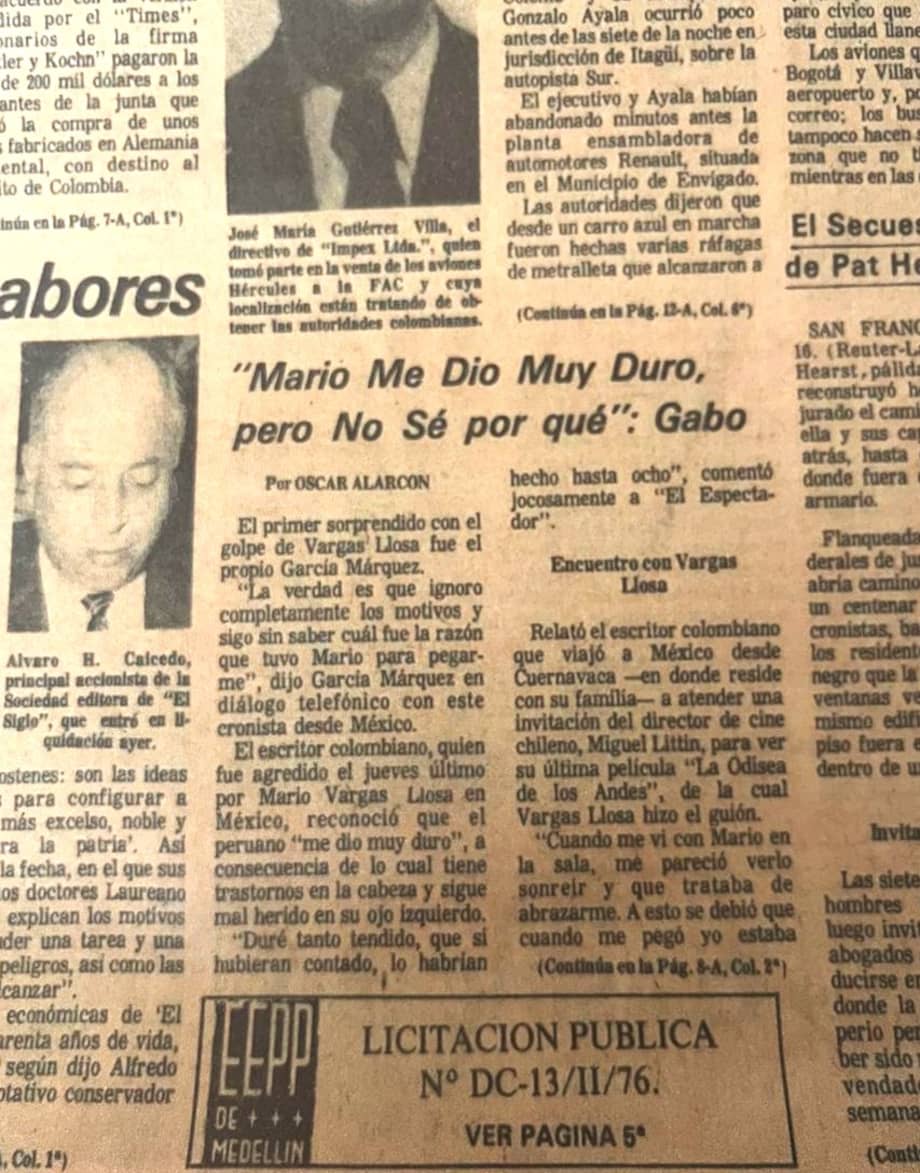 dida por el "Times",
onarios de la firma
ler y Kochn" pagaron la
de 200 mil dólares a los
antes de la junta que
ó la compra de unos
s fabricados en Alemania
ental, con destino al
ito de Colombia.
inúa en la Pág. 7-A, Col. 1ª)
abores
Alvaro H. Caicedo,
principal accionista de la
Sociedad editora de "El
Siglo", que entró en li-
quidación ayer.
ostenes: son las ideas
para configurar a
más excelso, noble y
ra la patria'. Así
la fecha, en el que sus
os doctores Laureano
explican los motivos
der una tarea y una
peligros, así como las
canzar".
económicas de 'El
arenta años de vida,
según dijo Alfredo
otativo conservador
, Col. 1ª)
José María Gutiérrez Villa, el
directivo de "Impex Ltda.", quien
tomó parte en la venta de los aviones
Hércules a la FAC y cuya
localización están tratando de ob-
tener las autoridades colombianas.
Gonzalo Ayala ocurrió poco
antes de las siete de la noche en
jurisdicción de Itagüí, sobre la
autopista Sur.
El ejecutivo y Ayala habían
abandonado minutos antes la
planta ensambladora de
automotores Renault, situada
en el Municipio de Envigado.
Las autoridades dijeron que
desde un carro azul en marcha
fueron hechas varias ráfagas
de metralleta que alcanzaron a
(Continúa en la Pág. 12-A, Col. 6ª)
"Mario Me Dio Muy Duro,
pero No Sé por qué": Gabo
Por OSCAR ALARCON
El primer sorprendido con el
golpe de Vargas Llosa fue el
propio García Márquez.
"La verdad es que ignoro
completamente los motivos y
sigo sin saber cuál fue la razón
que tuvo Mario para pegar-
me", dijo García Márquez en
diálogo telefónico con este
cronista desde México.
El escritor colombiano, quien
fue agredido el jueves último
por Mario Vargas Llosa en
México, reconoció que el
peruano "me dio muy duro", a
consecuencia de lo cual tiene
trastornos en la cabeza y sigue
mal herido en su ojo izquierdo.
"Duré tanto tendido, que si
hubieran contado, lo habrían
hecho hasta ocho", comentó
jocosamente a "El Especta-
dor".
Encuentro con Vargas
Llosa
Relató el escritor colombiano
que viajó a México desde
Cuernavaca —en donde reside
con su familia— a atender una
invitación del director de cine
chileno, Miguel Littin, para ver
su última película "La Odisea
de los Andes", de la cual
Vargas Llosa hizo el guión.
"Cuando me vi con Mario en
la sala, me pareció verlo
sonreir y que trataba de
abrazarme. A esto se debió que
cuando me pegó yo estaba
(Continúa en la Pág. 8-A, Col. 2ª)
EEPP
DE + + +
MEDELLIN
LICITACION PUBLICA
Nº DC-13/II/76.
VER PAGINA 5ª
paro cívico que
esta ciudad llane
Los aviones q
Bogotá y Villav
aeropuerto y, po
correo; los bus
tampoco hacen
zona que no ti
mientras en las
El Secues
de Pat He
SAN FRANC
16. (Reuter-La
Hearst, pálida
reconstruyó h
jurado el cami
ella y sus cap
atrás, hasta
donde fuera
armario.
Flanqueada
derales de jus
abría camino
un centenar
cronistas, ba
los residente
negro que la
ventanas v
mismo edif
piso fuera e
dentro de u
Invita
Las siete
hombres
luego invit
abogados
ducirse en
donde la
perio per
ber sido
vendada
semana
(Conti